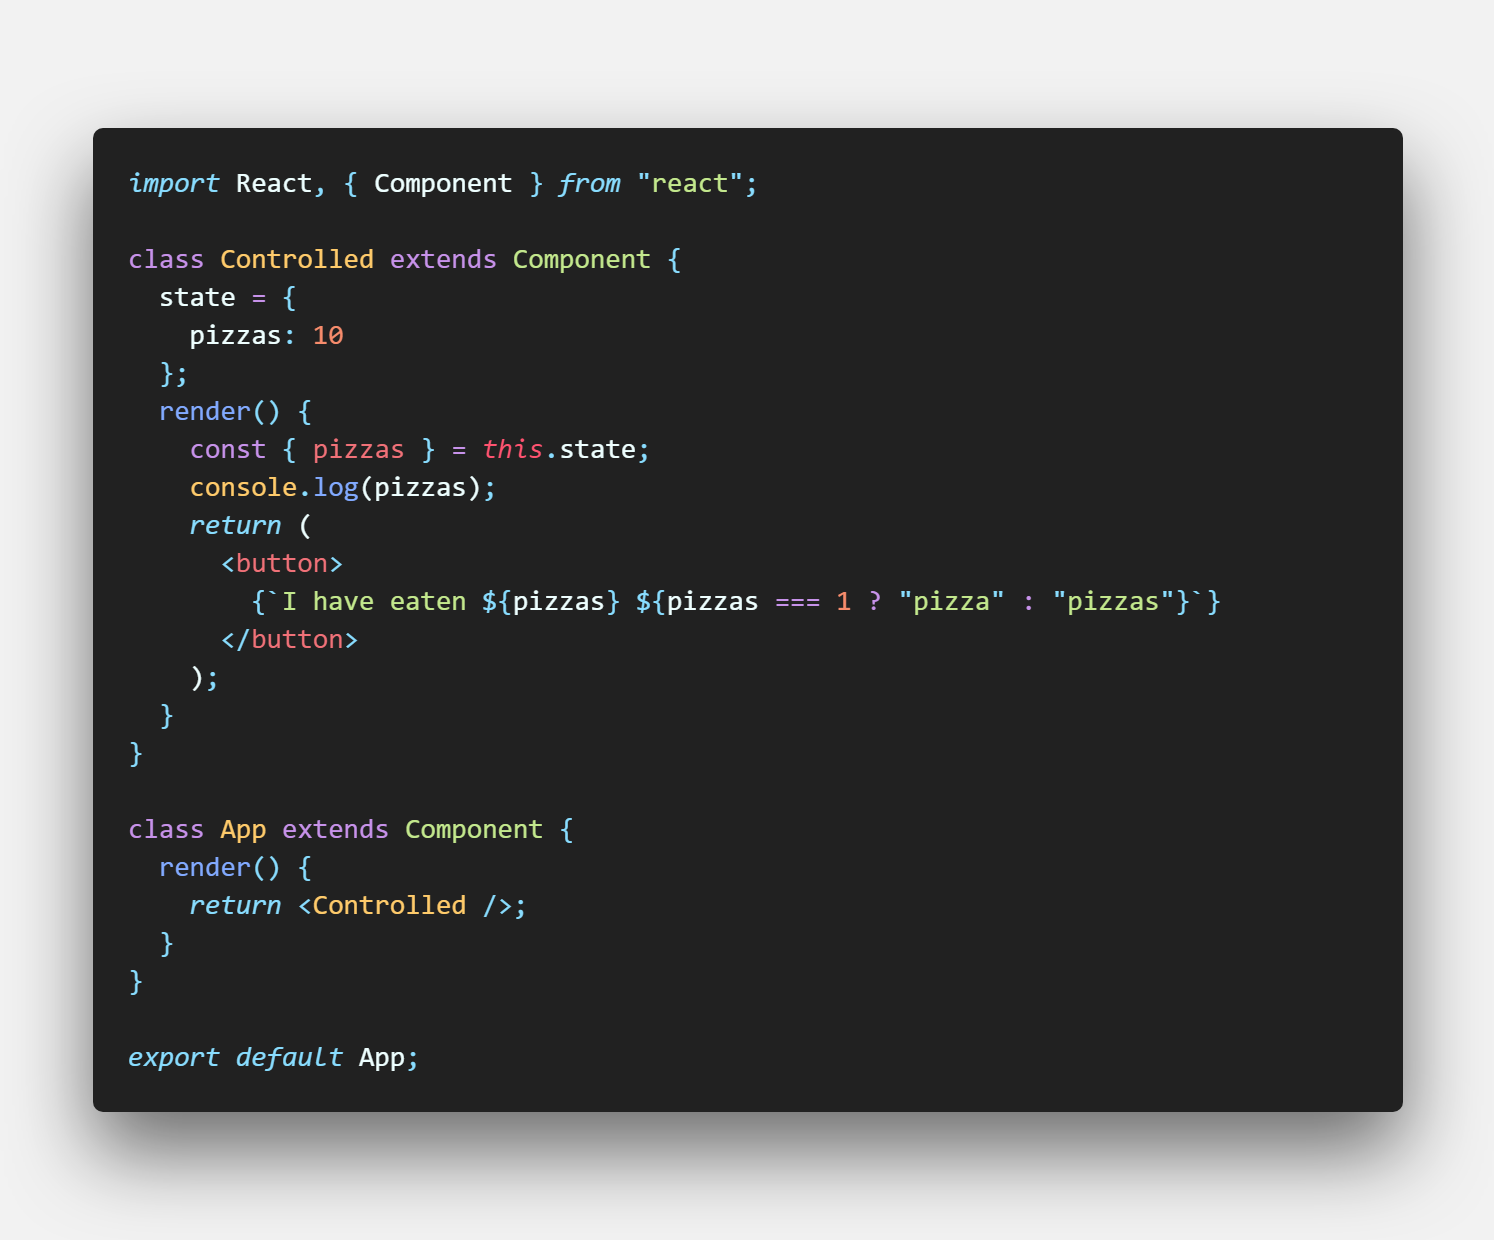 import React, { Component } from "react";

class Controlled extends Component {
  state = {
    pizzas: 10
  };
  render() {
    const { pizzas } = this.state;
    console.log(pizzas);
    return (
      <button>
        {`I have eaten ${pizzas} ${pizzas === 1 ? "pizza" : "pizzas"}`}
      </button>
    );
  }
}

class App extends Component {
  render() {
    return <Controlled />;
  }
}

export default App;